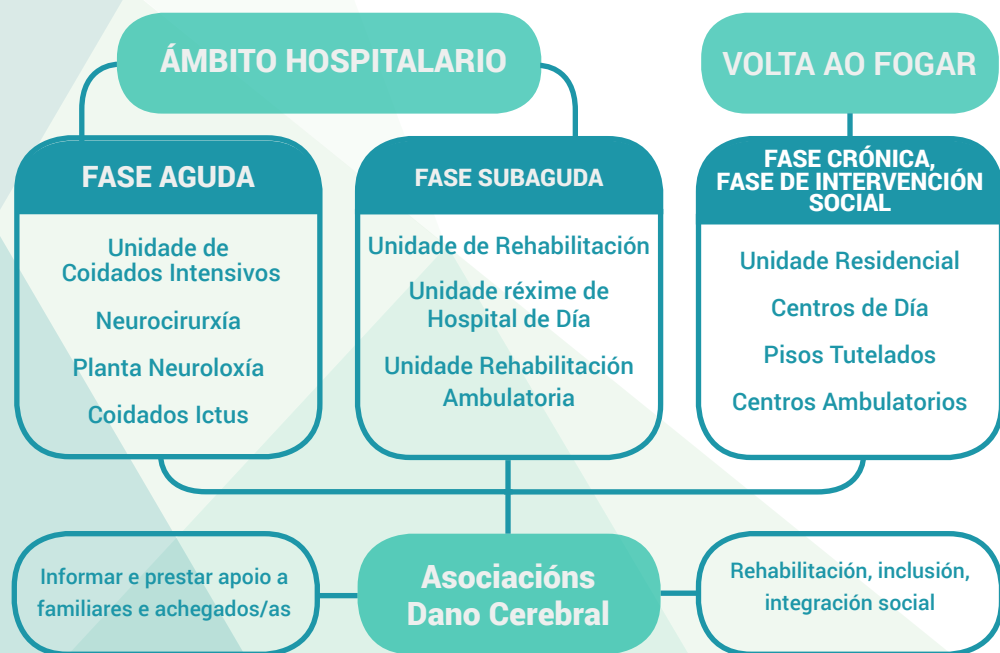 ÁMBITO HOSPITALARIO
VOLTA AO FOGAR
FASE AGUDA
Unidade de
Coidados Intensivos
Neurocirurxía
Planta Neuroloxía
Coidados Ictus
FASE SUBAGUDA
Unidade de Rehabilitación
Unidade réxime de
Hospital de Día
Unidade Rehabilitación
Ambulatoria
FASE CRÓNICA,
FASE DE INTERVENCIÓN
SOCIAL
Unidade Residencial
Centros de Día
Pisos Tutelados
Centros Ambulatorios
Informar e prestar apoio a
familiares e achegados/as
Asociacións
Dano Cerebral
Rehabilitación, inclusión,
integración social